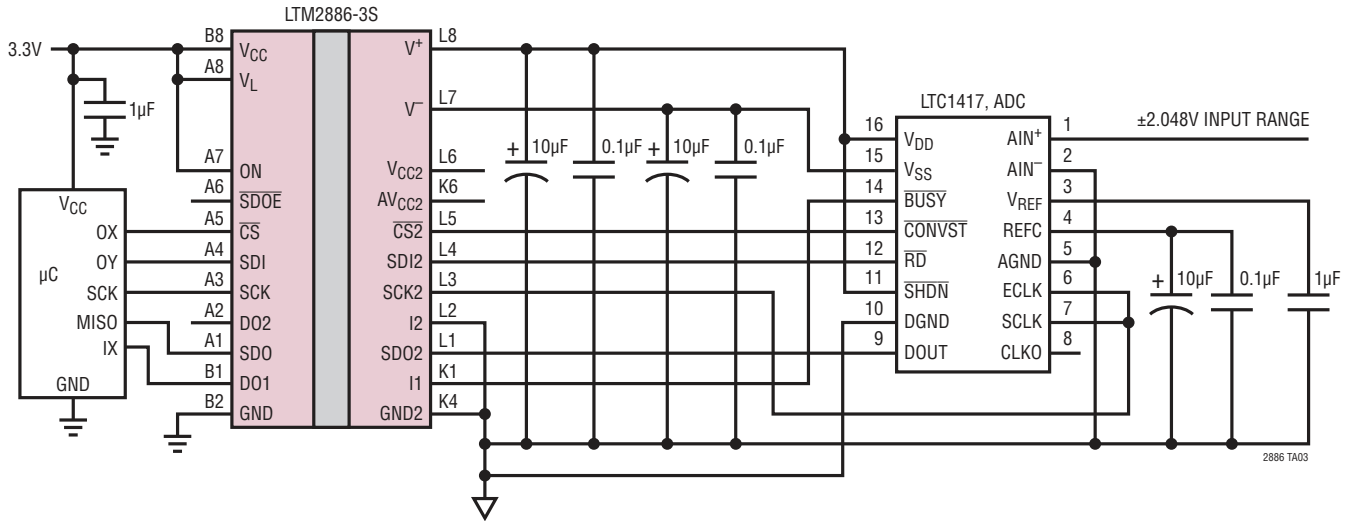 LTM2886-3S
3.3V
B8
VCC
A8
VL
1µF
A7
ON
A6
SDOE
A5
CS
A4
SDI
A3
SCK
A2
DO2
A1
SDO
B1
DO1
B2
GND
VCC
OX
OY
µC
SCK
MISO
IX
GND
V+
L8
V–
L7
VCC2
L6
AVCC2
K6
CS2
L5
SDI2
L4
SCK2
L3
I2
L2
SDO2
L1
I1
K1
GND2
K4
+ 10µF
0.1µF
+ 10µF
0.1µF
LTC1417, ADC
16
VDD
15
VSS
14
BUSY
13
CONVST
12
RD
11
SHDN
10
DGND
9
DOUT
AIN+
1
±2.048V INPUT RANGE
AIN–
2
VREF
3
REFC
4
AGND
5
ECLK
6
SCLK
7
CLKO
8
+ 10µF
0.1µF
1µF
2886 TA03